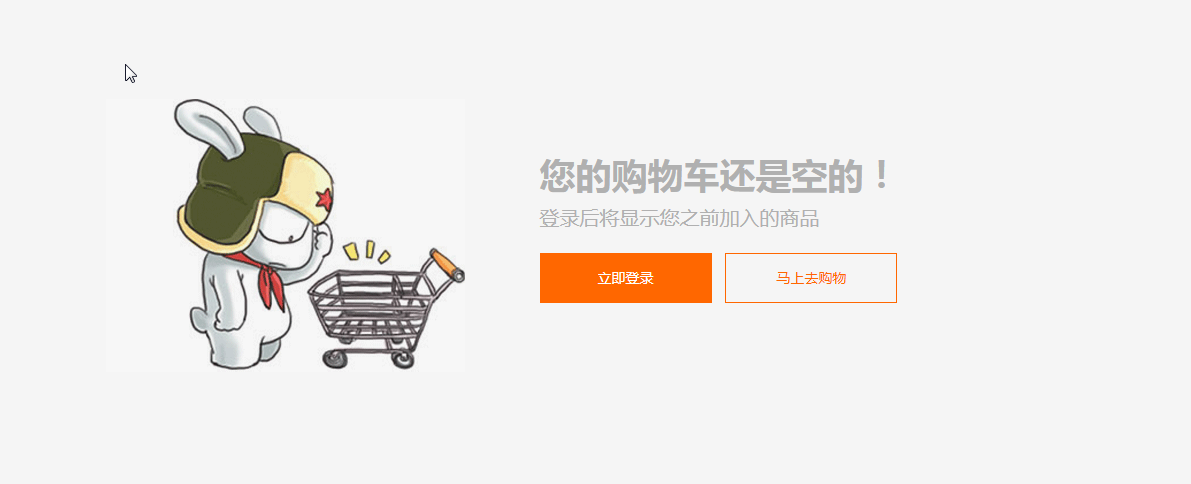 您的购物车还是空的！
登录后将显示您之前加入的商品
立即登录
马上去购物